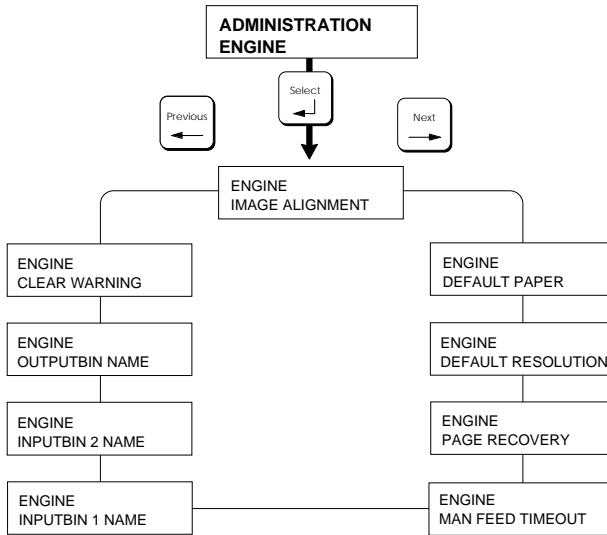 ADMINISTRATION
ENGINE
Select
Previous
Next
ENGINE
IMAGE ALIGNMENT
ENGINE
CLEAR WARNING
ENGINE
DEFAULT PAPER
ENGINE
OUTPUTBIN NAME
ENGINE
DEFAULT RESOLUTION
ENGINE
INPUTBIN 2 NAME
ENGINE
PAGE RECOVERY
ENGINE
INPUTBIN 1 NAME
ENGINE
MAN FEED TIMEOUT